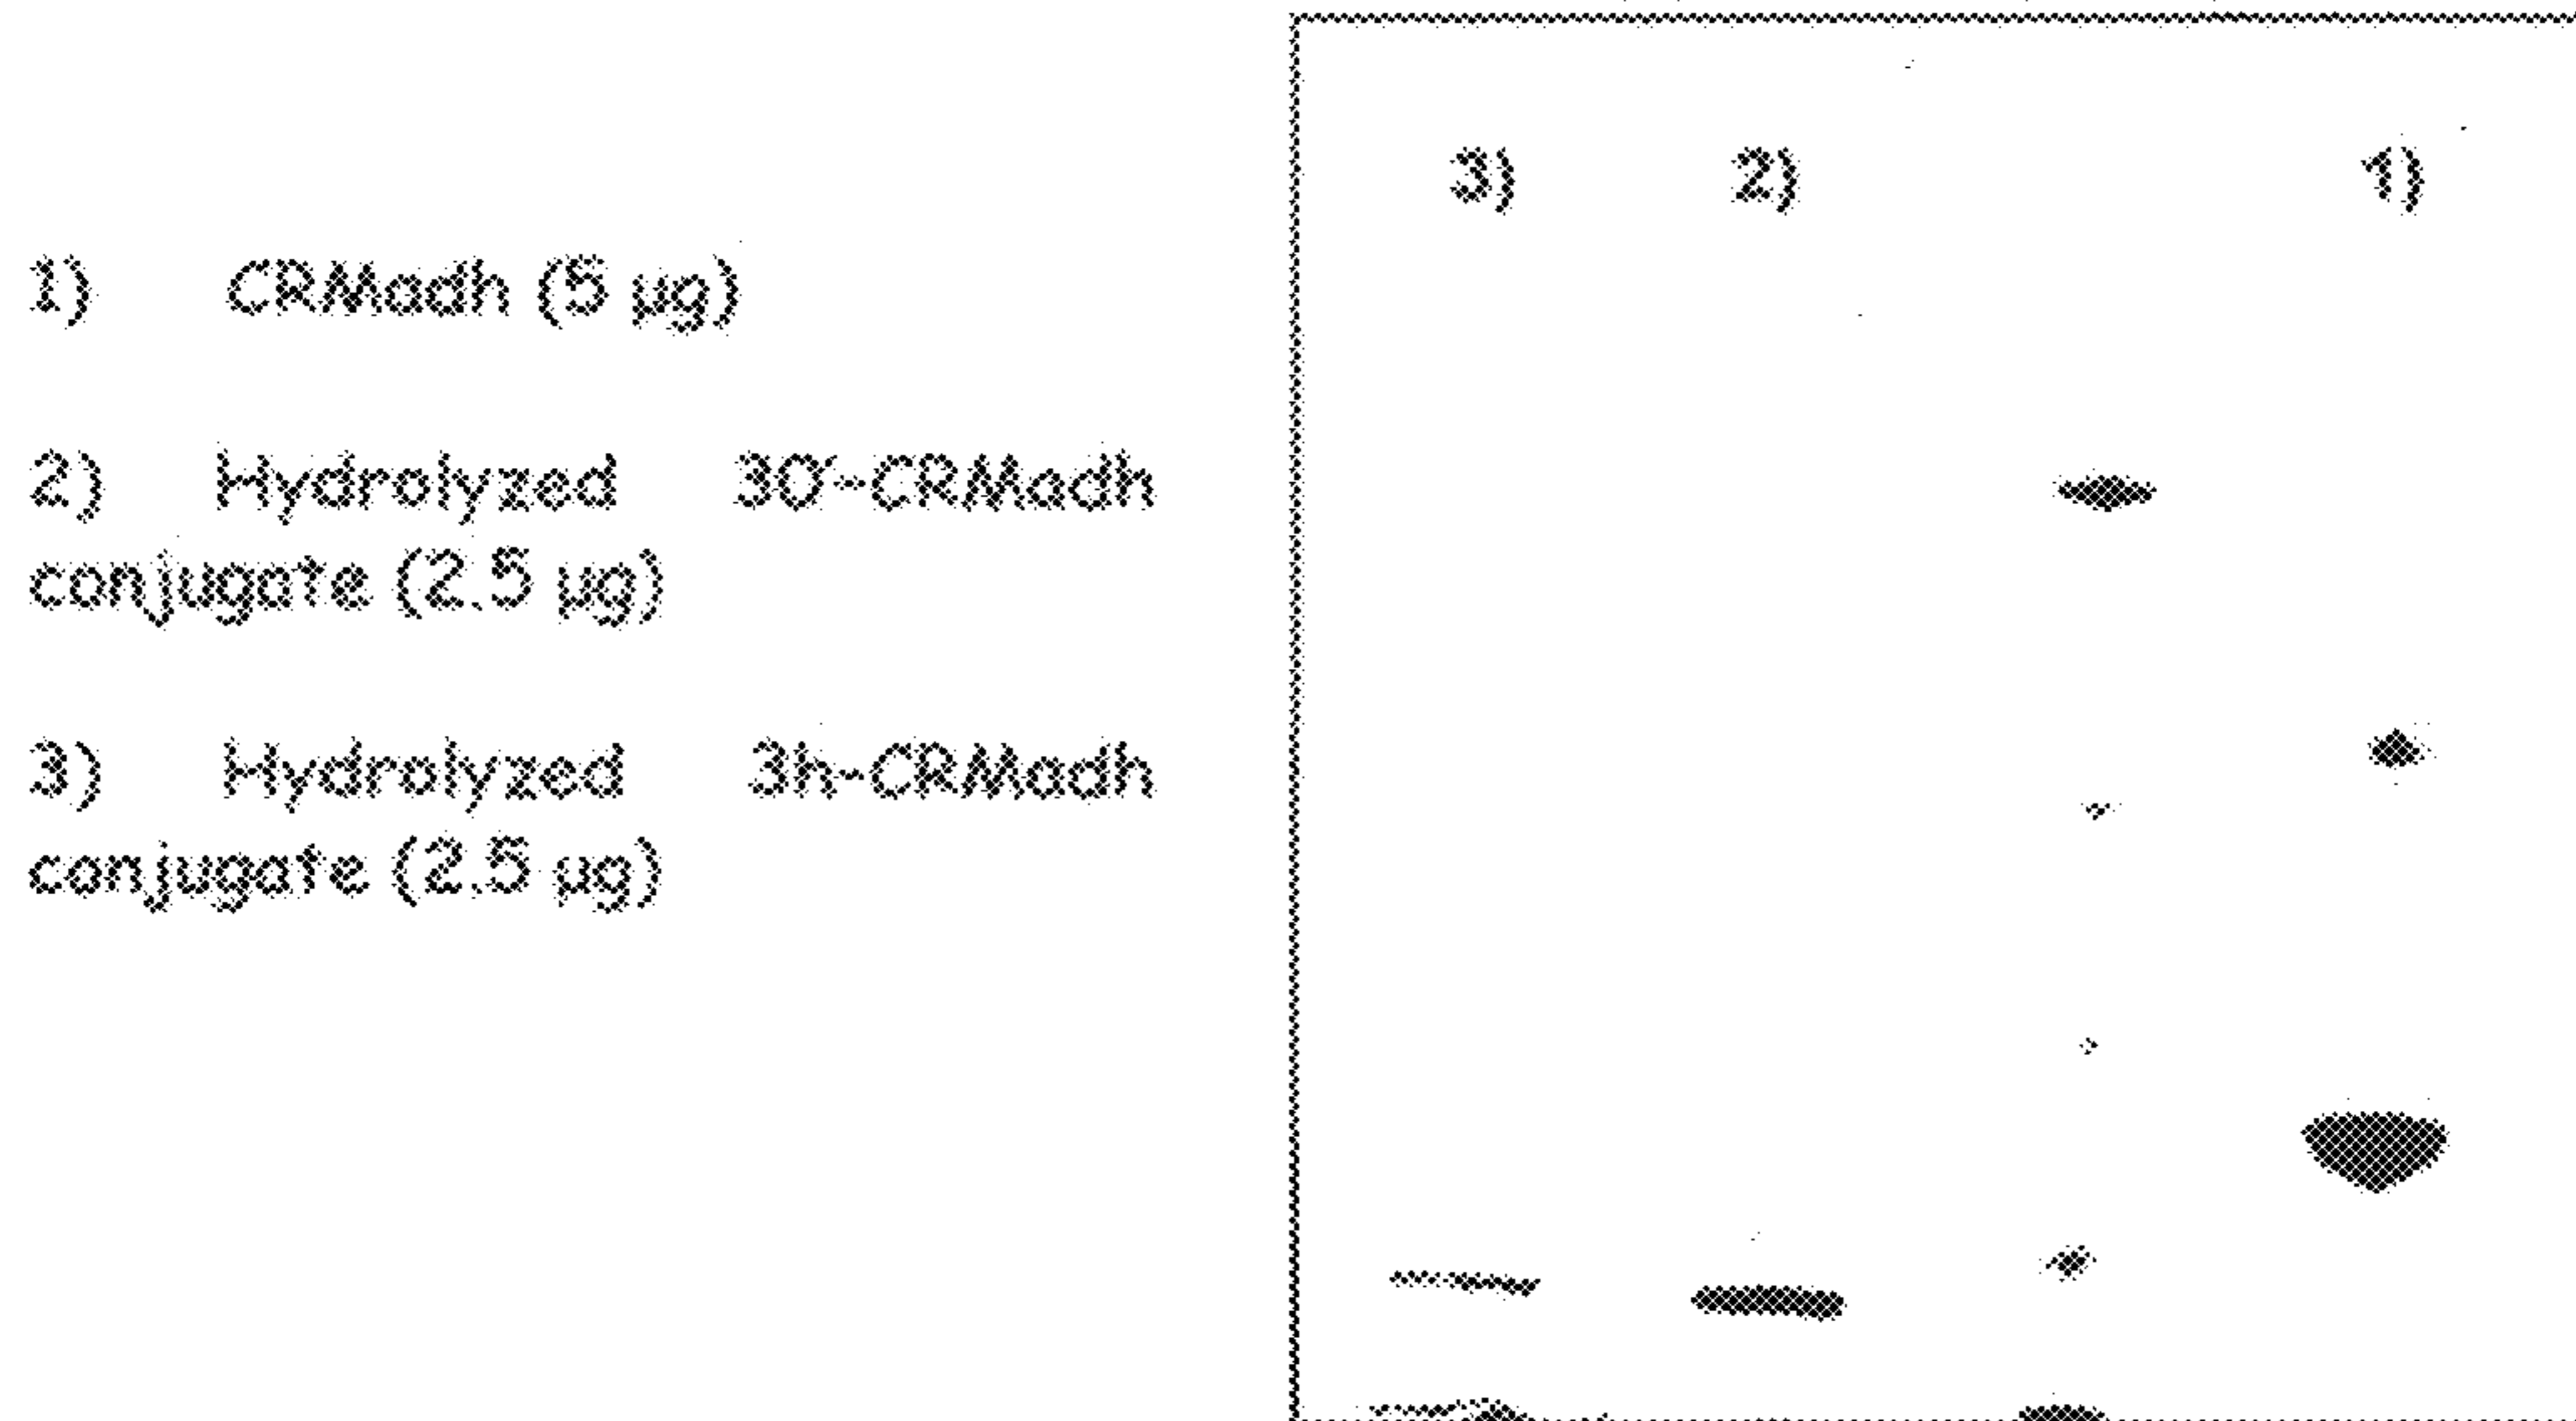 3) 2) 1)
1) CRMadh (5 µg)
2) Hydrolyzed 30'-CRMadh
conjugate (2.5 µg)
3) Hydrolyzed 3h-CRMadh
conjugate (2.5 µg)